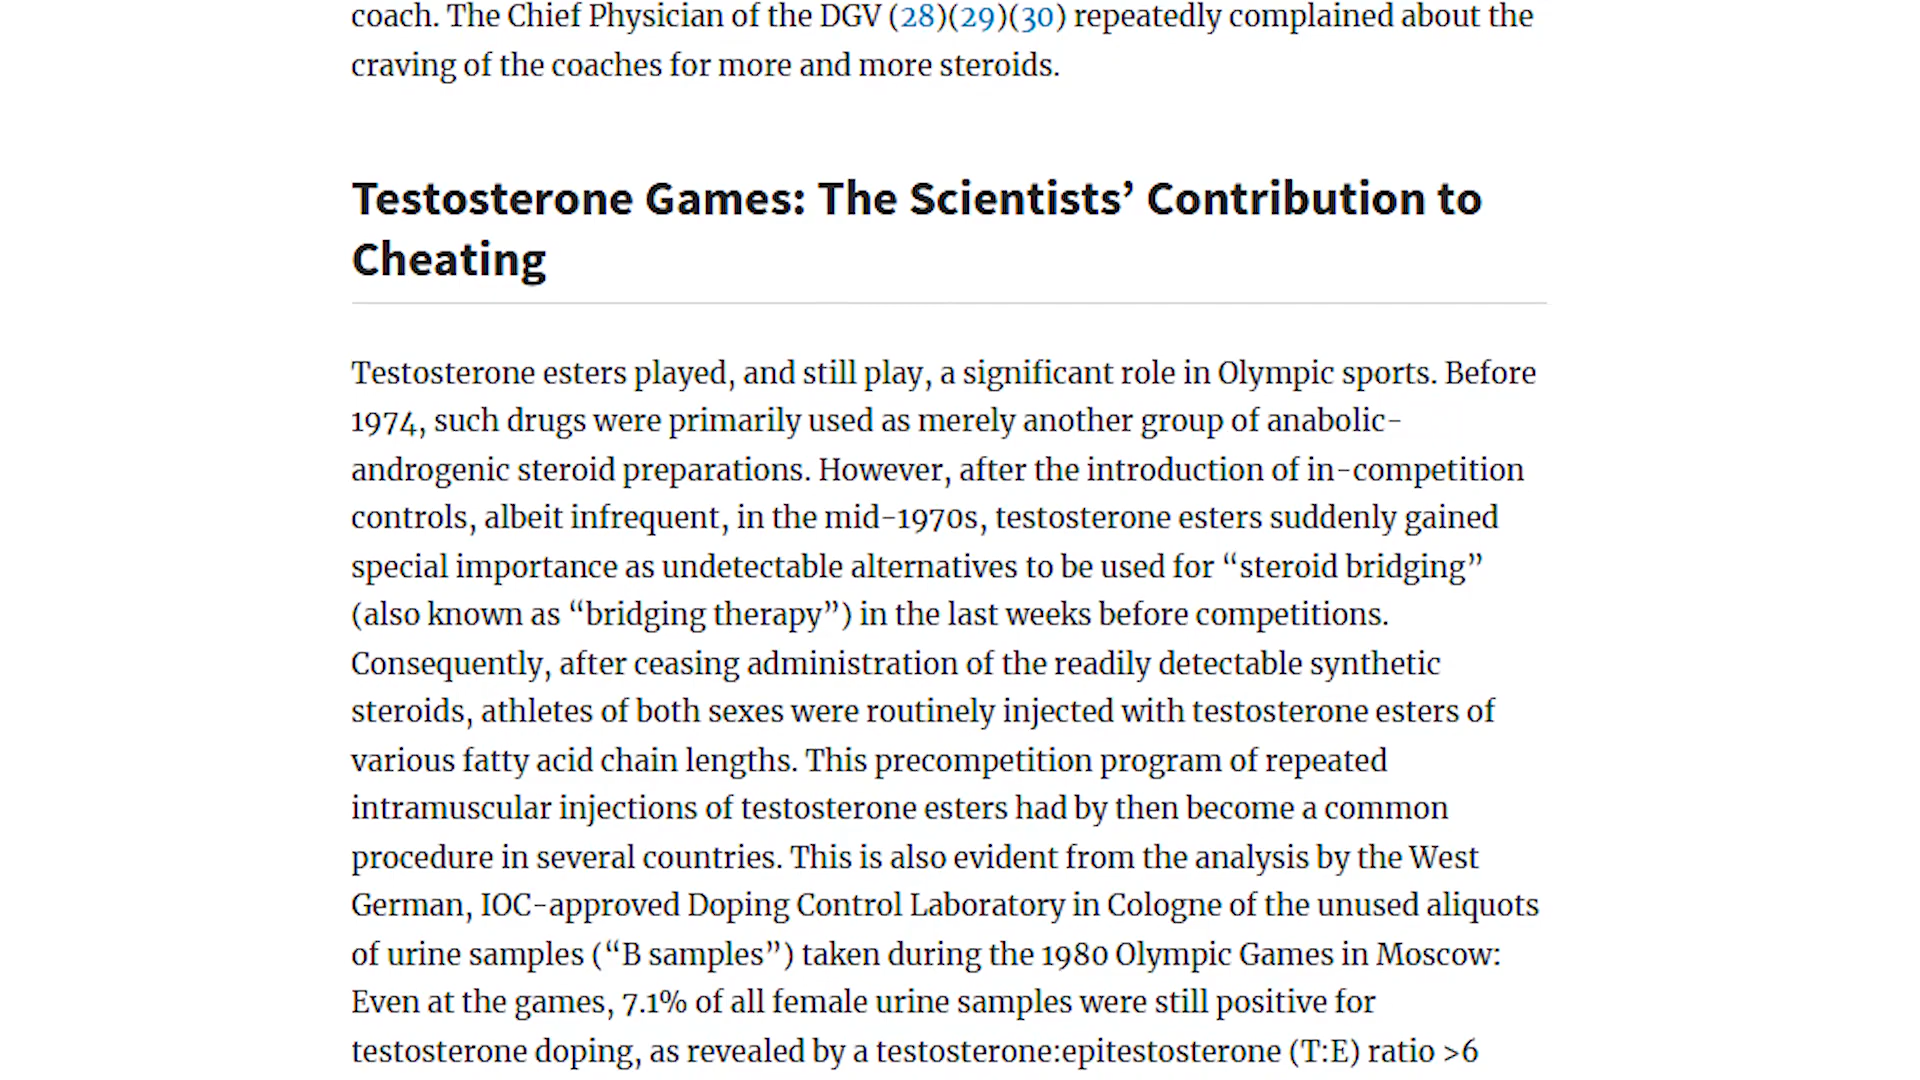 coach. The Chief Physician of the DGV (28)(29)(30) repeatedly complained about the
craving of the coaches for more and more steroids.
Testosterone Games: The Scientists’ Contribution to
Cheating
Testosterone esters played, and still play, a significant role in Olympic sports. Before
1974, such drugs were primarily used as merely another group of anabolic-
androgenic steroid preparations. However, after the introduction of in-competition
controls, albeit infrequent, in the mid-1970s, testosterone esters suddenly gained
special importance as undetectable alternatives to be used for “steroid bridging”
(also known as “bridging therapy”) in the last weeks before competitions.
Consequently, after ceasing administration of the readily detectable synthetic
steroids, athletes of both sexes were routinely injected with testosterone esters of
various fatty acid chain lengths. This precompetition program of repeated
intramuscular injections of testosterone esters had by then become a common
procedure in several countries. This is also evident from the analysis by the West
German, IOC-approved Doping Control Laboratory in Cologne of the unused aliquots
of urine samples (“B samples”) taken during the 1980 Olympic Games in Moscow:
Even at the games, 7.1% of all female urine samples were still positive for
testosterone doping, as revealed by a testosterone:epitestosterone (T:E) ratio >6